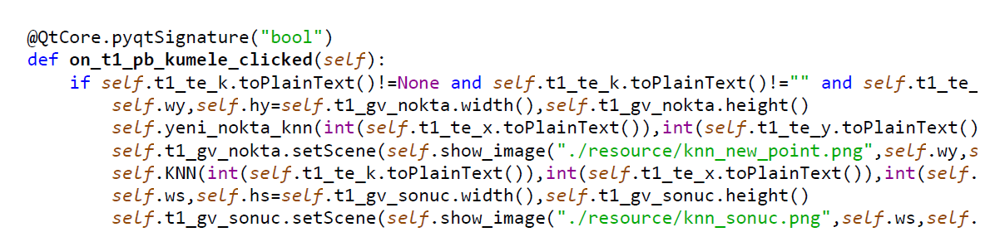 @QtCore.pyqtSignature("bool")
def on_t1_pb_kumele_clicked(self):
if self.t1_te_k.toPlainText()!=None and self.t1_te_k.toPlainText()!="" and self.t1_te_
self.wy,self.hy=self.t1_gv_nokta.width(),self.t1_gv_nokta.height()
self.yeni_nokta_knn(int(self.t1_te_x.toPlainText()),int(self.t1_te_y.toPlainText()
self.t1_gv_nokta.setScene(self.show_image("./resource/knn_new_point.png",self.wy,s
self.KNN(int(self.t1_te_k.toPlainText()),int(self.t1_te_x.toPlainText()),int(self.
self.ws,self.hs=self.t1_gv_sonuc.width(),self.t1_gv_sonuc.height()
self.t1_gv_sonuc.setScene(self.show_image("./resource/knn_sonuc.png",self.ws,self.